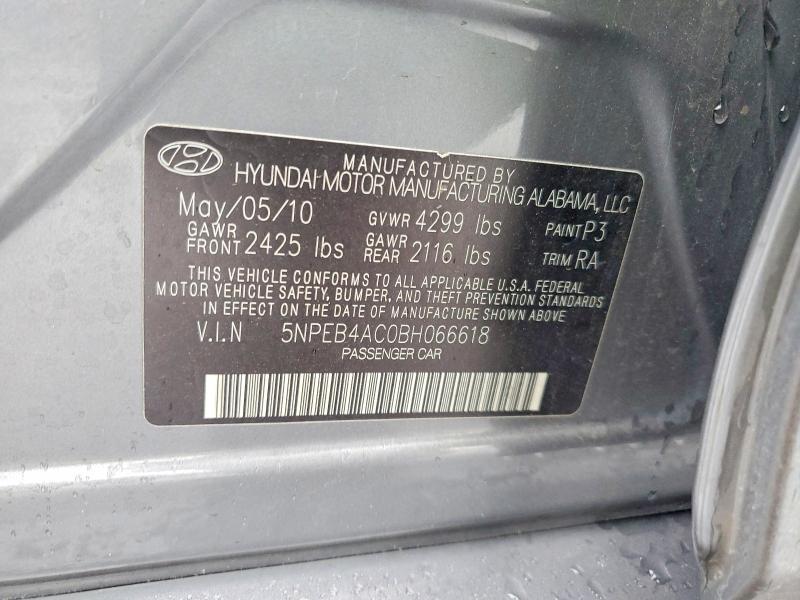 MANUFACTURED BY
HYUNDAI MOTOR MANUFACTURING ALABAMA, LLC
May/05/10 GVWR 4299 lbs PAINT P3
GAWR FRONT 2425 lbs GAWR REAR 2116 lbs TRIM RA
THIS VEHICLE CONFORMS TO ALL APPLICABLE U.S.A. FEDERAL
MOTOR VEHICLE SAFETY, BUMPER, AND THEFT PREVENTION STANDARDS
IN EFFECT ON THE DATE OF MANUFACTURE SHOWN ABOVE
V.I.N 5NPEB4AC0BH066618
PASSENGER CAR